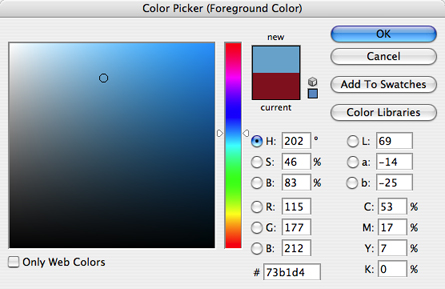 Color Picker (Foreground Color)
new
current
OK
Cancel
Add To Swatches
Color Libraries
H: 202 °
S: 46 %
B: 83 %
R: 115
G: 177
B: 212
# 73b1d4
L: 69
a: -14
b: -25
C: 53 %
M: 17 %
Y: 7 %
K: 0 %
Only Web Colors